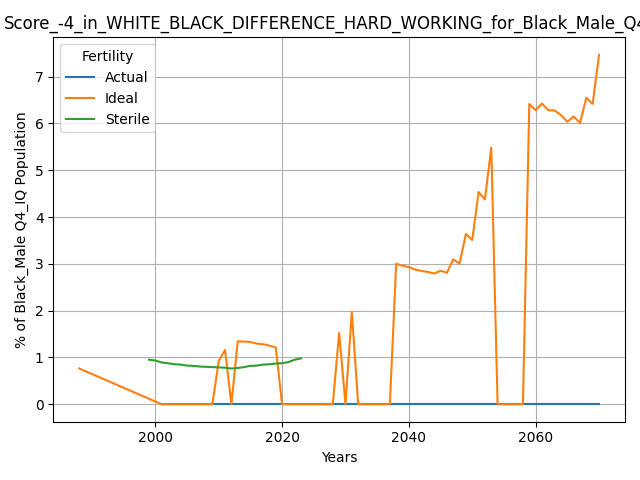 Score_-4_in_WHITE_BLACK_DIFFERENCE_HARD_WORKING_for_Black_Male_Q4
Fertility
Actual
Ideal
Sterile
% of Black_Male Q4_IQ Population
7
6
5
4
3
2
1
0
2000 2020 2040 2060
Years